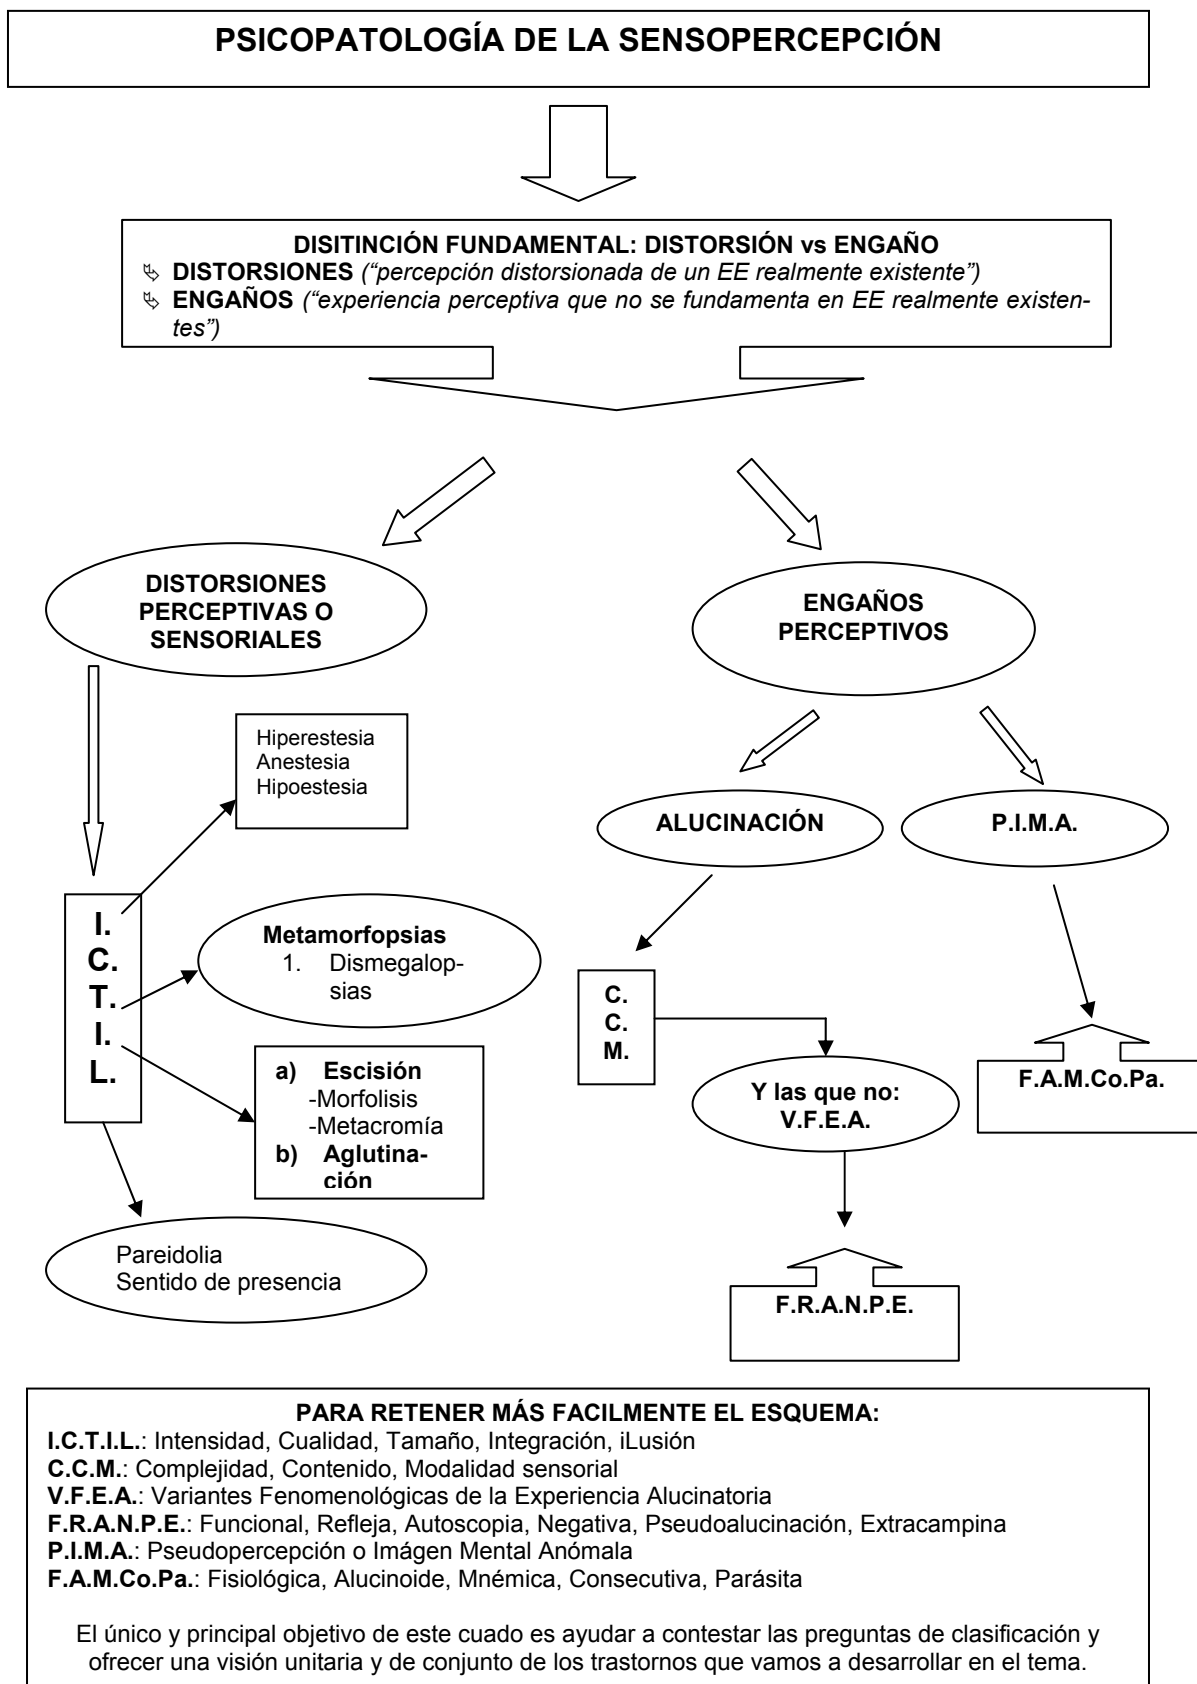 PSICOPATOLOGÍA DE LA SENSOPERCEPCIÓN
DISITINCIÓN FUNDAMENTAL: DISTORSIÓN vs ENGAÑO
DISTORSIONES (“percepción distorsionada de un EE realmente existente”)
ENGAÑOS (“experiencia perceptiva que no se fundamenta en EE realmente existen-
tes”)
DISTORSIONES
PERCEPTIVAS O
SENSORIALES
ENGAÑOS
PERCEPTIVOS
Hiperestesia
Anestesia
Hipoestesia
ALUCINACIÓN
P.I.M.A.
I.
C.
T.
I.
L.
Metamorfopsias
1. Dismegalop-
sias
C.
C.
M.
a) Escisión
-Morfolisis
-Metacromía
b) Aglutina-
ción
Y las que no:
V.F.E.A.
F.A.M.Co.Pa.
Pareidolia
Sentido de presencia
F.R.A.N.P.E.
PARA RETENER MÁS FACILMENTE EL ESQUEMA:
I.C.T.I.L.: Intensidad, Cualidad, Tamaño, Integración, iLusión
C.C.M.: Complejidad, Contenido, Modalidad sensorial
V.F.E.A.: Variantes Fenomenológicas de la Experiencia Alucinatoria
F.R.A.N.P.E.: Funcional, Refleja, Autoscopia, Negativa, Pseudoalucinación, Extracampina
P.I.M.A.: Pseudopercepción o Imágen Mental Anómala
F.A.M.Co.Pa.: Fisiológica, Alucinoide, Mnémica, Consecutiva, Parásita
El único y principal objetivo de este cuado es ayudar a contestar las preguntas de clasificación y
ofrecer una visión unitaria y de conjunto de los trastornos que vamos a desarrollar en el tema.